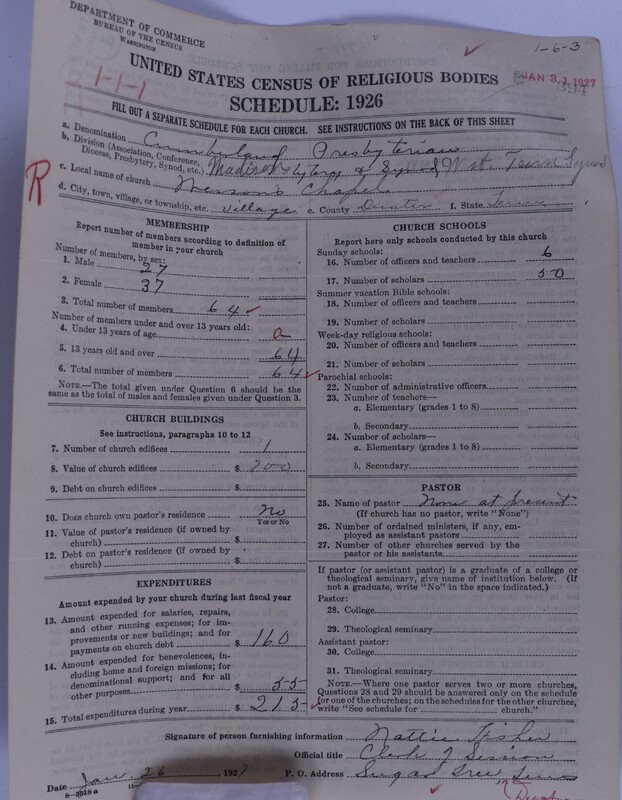 DEPARTMENT OF COMMERCE
BUREAU OF THE CENSUS
WASHINGTON
1-6-3
1-1-1
UNITED STATES CENSUS OF RELIGIOUS BODIES
JAN 31 1927
SCHEDULE: 1926
FILL OUT A SEPARATE SCHEDULE FOR EACH CHURCH. SEE INSTRUCTIONS ON THE BACK OF THIS SHEET
R
a. Denomination Cumberland Presbyterian
b. Division (Association, Conference, Diocese, Presbytery, Synod, etc.) Madison & Synod West Tenn Synod
c. Local name of church Chapel
d. City, town, village, or township, etc. village e. County Decatur f. State
MEMBERSHIP
Report number of members according to definition of
member in your church
Number of members, by sex:
1. Male 27
2. Female 37
3. Total number of members 64
Number of members under and over 13 years old:
4. Under 13 years of age 0
5. 13 years old and over 64
6. Total number of members 64
NOTE.—The total given under Question 6 should be
same as the total of males and females given under Question 3.
CHURCH BUILDINGS
See instructions, paragraphs 10 to 12
7. Number of church edifices 1
8. Value of church edifices $ 700
9. Debt on church edifices $
10. Does church own pastor's residence No
Yes or No
11. Value of pastor's residence (if owned by
church) $
12. Debt on pastor's residence (if owned by
church) $
EXPENDITURES
Amount expended by your church during last fiscal year
13. Amount expended for salaries, repairs,
and other running expenses; for im-
provements or new buildings; and for
payments on church debt $ 160
14. Amount expended for benevolences, in-
cluding home and foreign missions; for
denominational support; and for all
other purposes $ 55
15. Total expenditures during year $ 215
CHURCH SCHOOLS
Report here only schools conducted by this church
Sunday schools:
16. Number of officers and teachers 6
17. Number of scholars 50
Summer vacation Bible schools:
18. Number of officers and teachers
19. Number of scholars
Week-day religious schools:
20. Number of officers and teachers
21. Number of scholars
Parochial schools:
22. Number of administrative officers
23. Number of teachers—
a. Elementary (grades 1 to 8)
b. Secondary
24. Number of scholars—
a. Elementary (grades 1 to 8)
b. Secondary
PASTOR
25. Name of pastor None at present
(If church has no pastor, write "None")
26. Number of ordained ministers, if any, em-
ployed as assistant pastors
27. Number of other churches served by the
pastor or his assistants
If pastor (or assistant pastor) is a graduate of a college or
theological seminary, give name of institution below. (If
not a graduate, write "No" in the space indicated.)
Pastor:
28. College
29. Theological seminary
Assistant pastor:
30. College
31. Theological seminary
NOTE.—Where one pastor serves two or more churches,
Questions 28 and 29 should be answered only on the schedule
for one of the churches; on the schedules for the other churches,
write "See schedule for church."
Signature of person furnishing information Nattie Fisher
Official title Clerk of Session
Date Jan. 26, 1927 P. O. Address Sugar Tree, Tenn
8-5518a